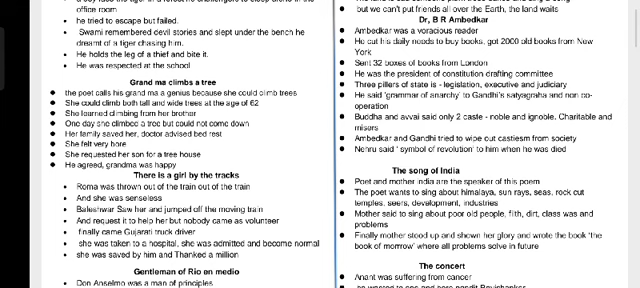 office room
he tried to escape but failed.
Swami remembered devil stories and slept under the bench he
dreamt of a tiger chasing him.
He holds the leg of a thief and bite it.
He was respected at the school
Grand ma climbs a tree
the poet calls his grand ma a genius because she could climb trees
She could climb both tall and wide trees at the age of 62
She learned dimbing from her brother
One day she climbed a tree but could not come down
Her family saved her, doctor advised bed rest
She felt very bore
She requested her son for a tree house
He agreed, grandma was happy
There is a girl by the tracks
Roma was thrown out of the train out of the train
And she was senseless
Baleshwar Saw her and jumped off the moving train
And request it to help her but nobody came as volunteer
finally came Gujarati truck driver
she was taken to a hospital, she was admitted and become normal
she was saved by him and Thanked a million
Gentleman of Rio en medio
Don Anselmo was a man of principles
but we can't put friends all over the Earth, the land waits
Dr, B R Ambedkar
Ambedkar was a voracious reader
He cut his daily needs to buy books, got 2000 old books from New
York
Sent 32 boxes of books from London
He was the president of constitution drafting committee
Three pillars of state is - legislation, executive and judiciary
He said 'grammar of anarchy' to Gandhi's satyagraha and non co-
operation
Buddha and avvai said only 2 caste - noble and ignoble. Charitable and
misers
Ambedkar and Gandhi tried to wipe out castiesm from society
Nehru said ' symbol of revolution' to him when he was died
The song of India
Poet and mother india are the speaker of this poem
The poet wants to sing about himalaya, sun rays, seas, rock cut
temples, seers, development, industries
Mother said to sing about poor old people, filth, dirt, class was and
problems
Finally mother stood up and shown her glory and wrote the book 'the
book of morrow' where all problems solve in future
The concert
Anant was suffering from cancer